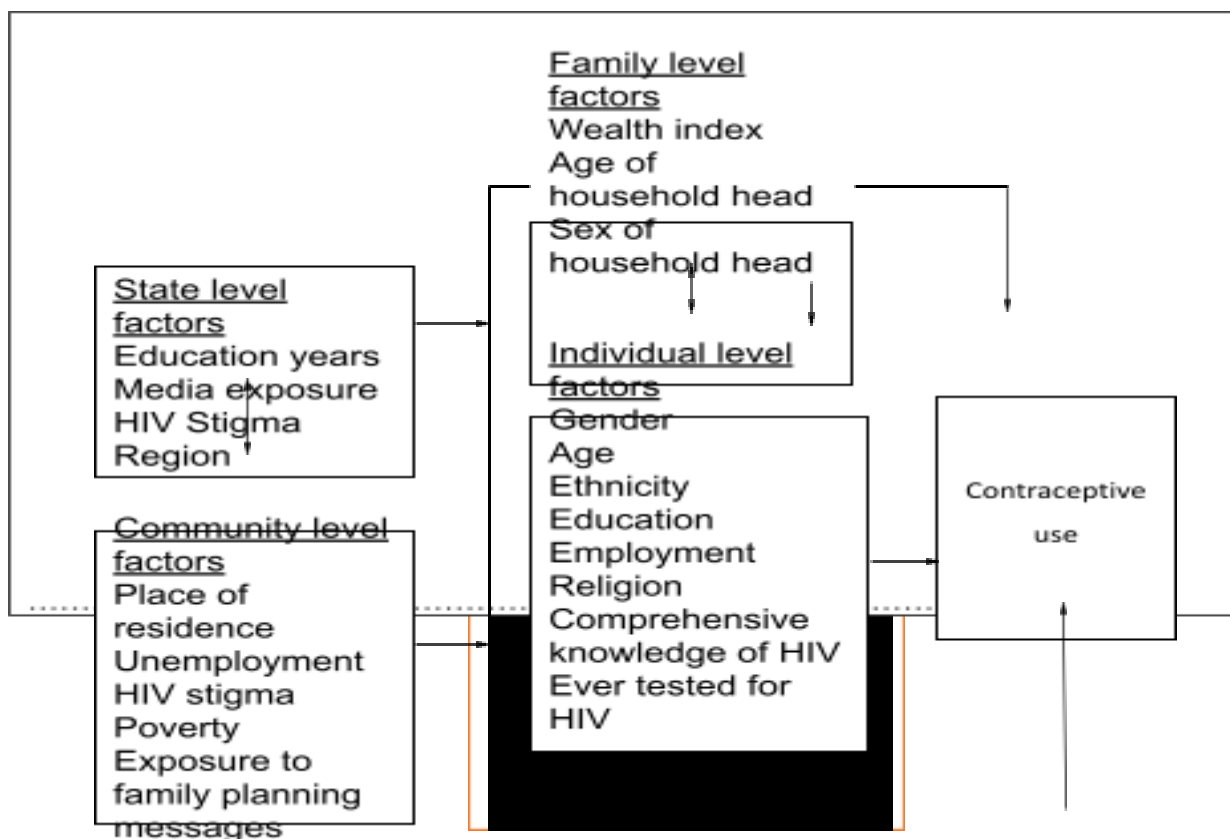 Family level
factors
Wealth index
Age of
household head
Sex of
household head
State level
factors
Education years
Media exposure
HIV Stigma
Region
Individual level
factors
Gender
Age
Ethnicity
Education
Employment
Religion
Comprehensive
knowledge of HIV
Ever tested for
HIV
Community level
factors
Place of
residence
Unemployment
HIV stigma
Poverty
Exposure to
family planning
messages
Contraceptive
use